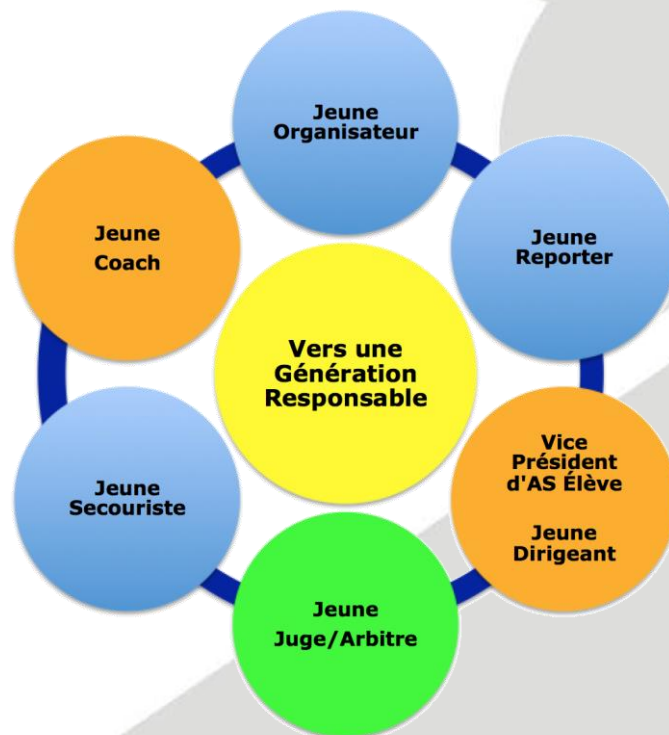 Jeune
Organisateur
Jeune
Reporter
Vice
Président
d'AS Élève
Jeune
Dirigeant
Jeune
Juge/Arbitre
Jeune
Secouriste
Jeune
Coach
Vers une
Génération
Responsable